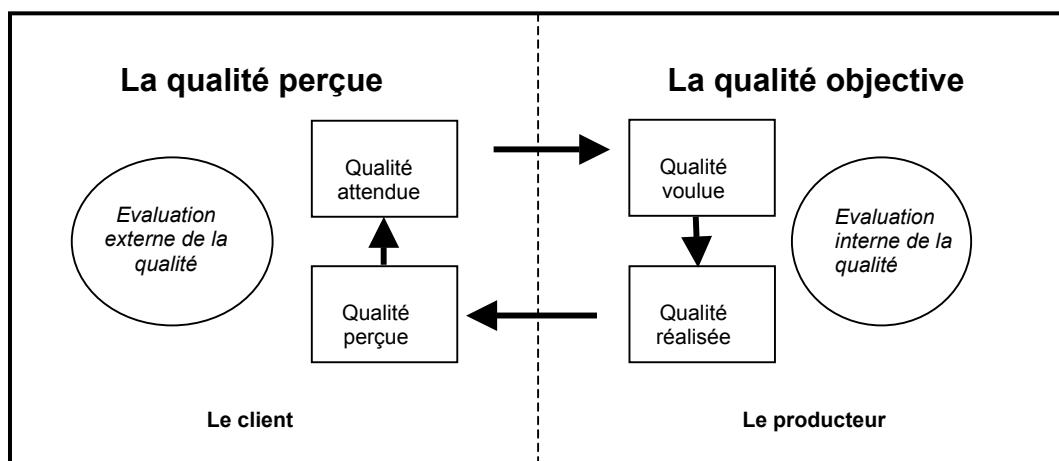 La qualité perçue
La qualité objective
Qualité
attendue
Qualité
voulue
Evaluation
externe de la
qualité
Evaluation
interne de la
qualité
Qualité
perçue
Qualité
réalisée
Le client
Le producteur